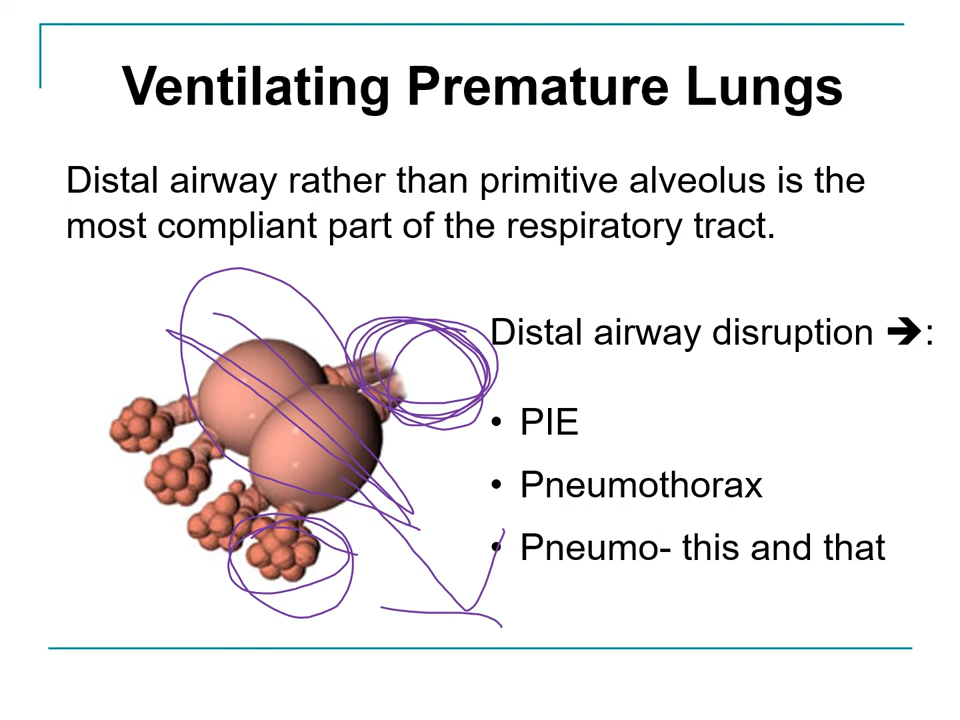 Ventilating Premature Lungs
Distal airway rather than primitive alveolus is the
most compliant part of the respiratory tract.
Distal airway disruption 🡲:
• PIE
• Pneumothorax
• Pneumo- this and that